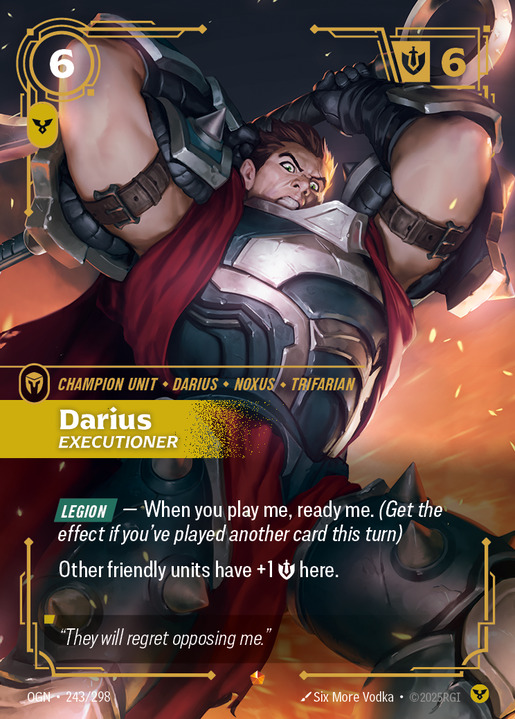 6
6
CHAMPION UNIT • DARIUS • NOXUS • TRIFARIAN
Darius
EXECUTIONER
LEGION — When you play me, ready me. (Get the
effect if you've played another card this turn)
Other friendly units have +1 here.
“They will regret opposing me.”
OGN • 243/298
Six More Vodka • ©2025RGI